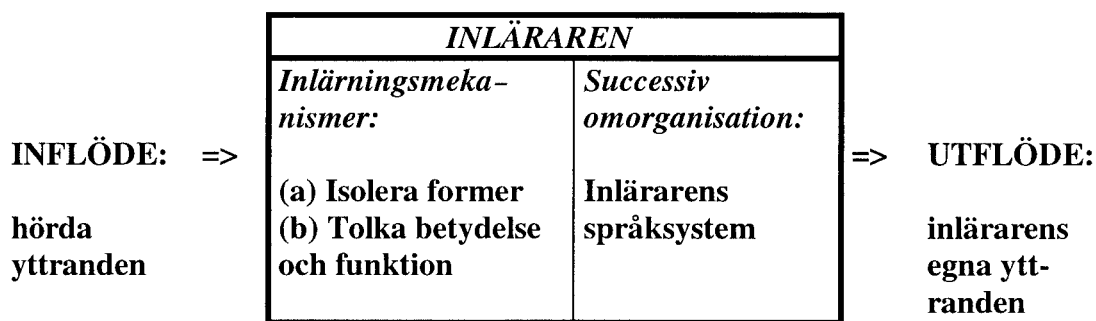 INLÄRAREN
INFLÖDE: =>
hörda
yttranden
Inlärningsmeka–
nismer:
(a) Isolera former
(b) Tolka betydelse
och funktion
Successiv
omorganisation:
Inlärarens
språksystem
=> UTFLÖDE:
inlärarens
egna ytt-
randen